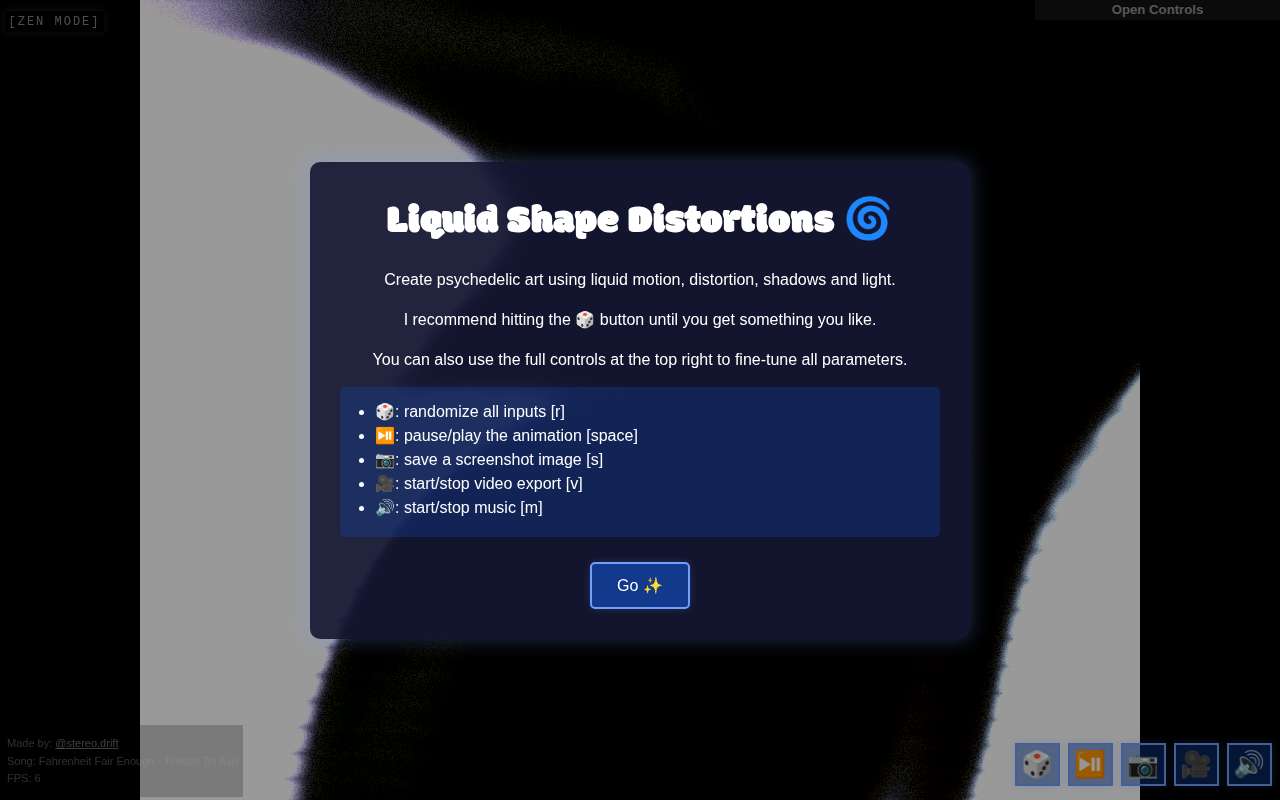 [ZEN MODE]
Open Controls
Liquid Shape Distortions 🌀
Create psychedelic art using liquid motion, distortion, shadows and light.
I recommend hitting the 🎲 button until you get something you like.
You can also use the full controls at the top right to fine-tune all parameters.
• 🎲: randomize all inputs [r]
• ⏯️: pause/play the animation [space]
• 📷: save a screenshot image [s]
• 🎥: start/stop video export [v]
• 🔊: start/stop music [m]
Go ✨
Made by: @stereo.drift
Song: Fahrenheit Fair Enough -
FPS: 6